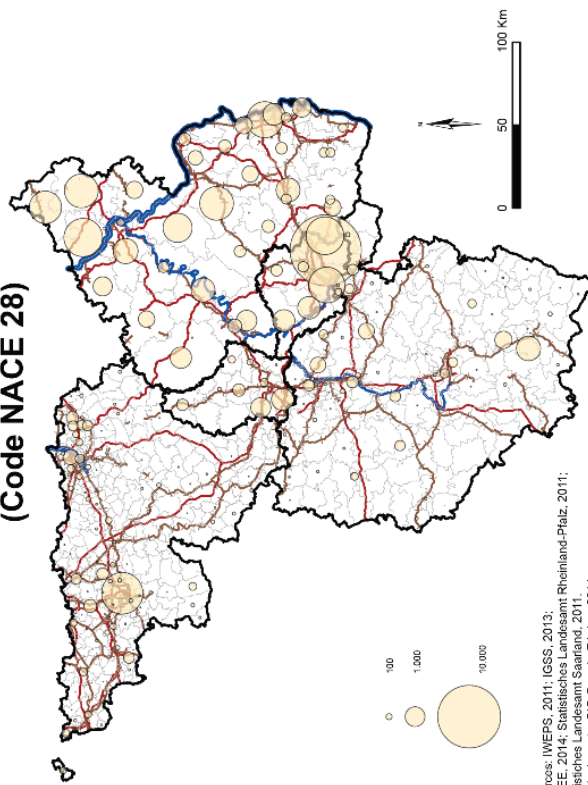 (Code NACE 28)
N
0 50 100 Km
100
1.000
10.000
rces: IWEPS, 2011; IGSS, 2013;
EE, 2014; Statistisches Landesamt Rheinland-Pfalz, 2011;
istisches Landesamt Saarland, 2011.